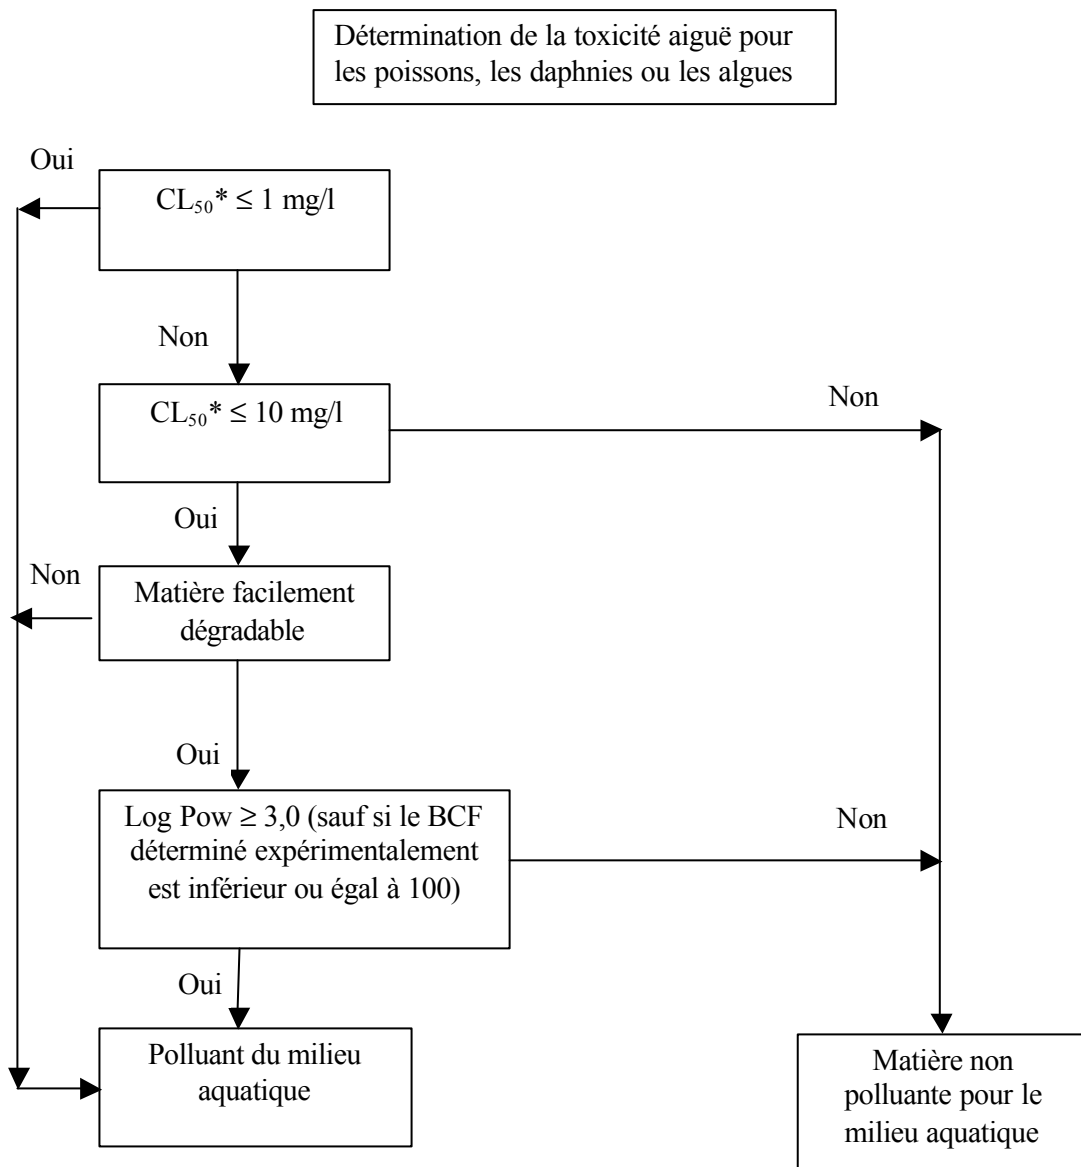 Détermination de la toxicité aiguë pour
les poissons, les daphnies ou les algues
Oui
CL₅₀* ≤ 1 mg/l
Non
CL₅₀* ≤ 10 mg/l
Non
Oui
Non
Matière facilement
dégradable
Oui
Log Pow ≥ 3,0 (sauf si le BCF
déterminé expérimentalement
est inférieur ou égal à 100)
Non
Oui
Polluant du milieu
aquatique
Matière non
polluante pour le
milieu aquatique